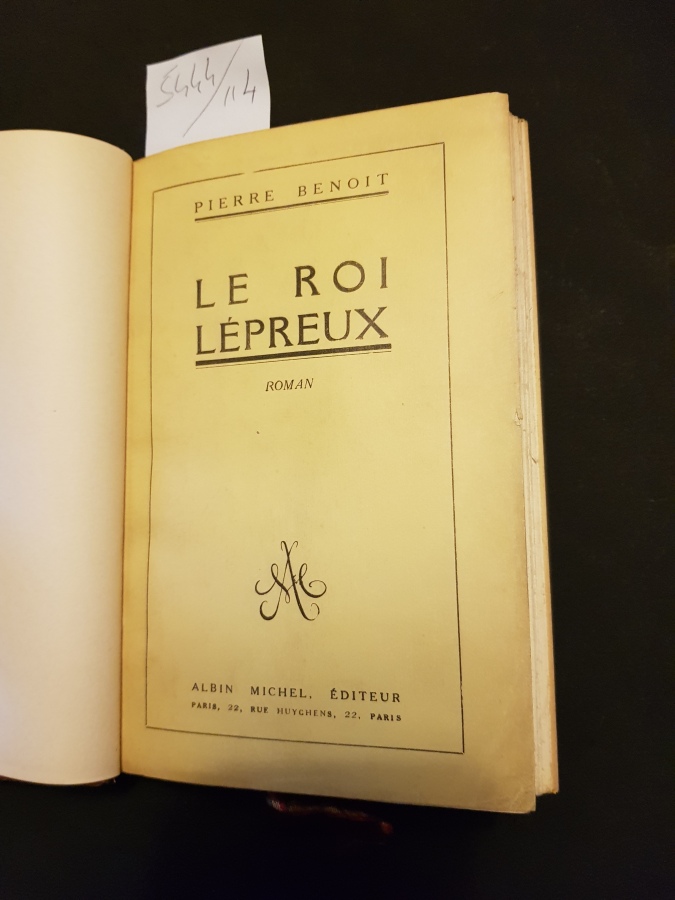 5444/114
PIERRE BENOIT
LE ROI
LÉPREUX
ROMAN
ALBIN MICHEL, ÉDITEUR
PARIS, 22, RUE HUYGHENS, 22, PARIS